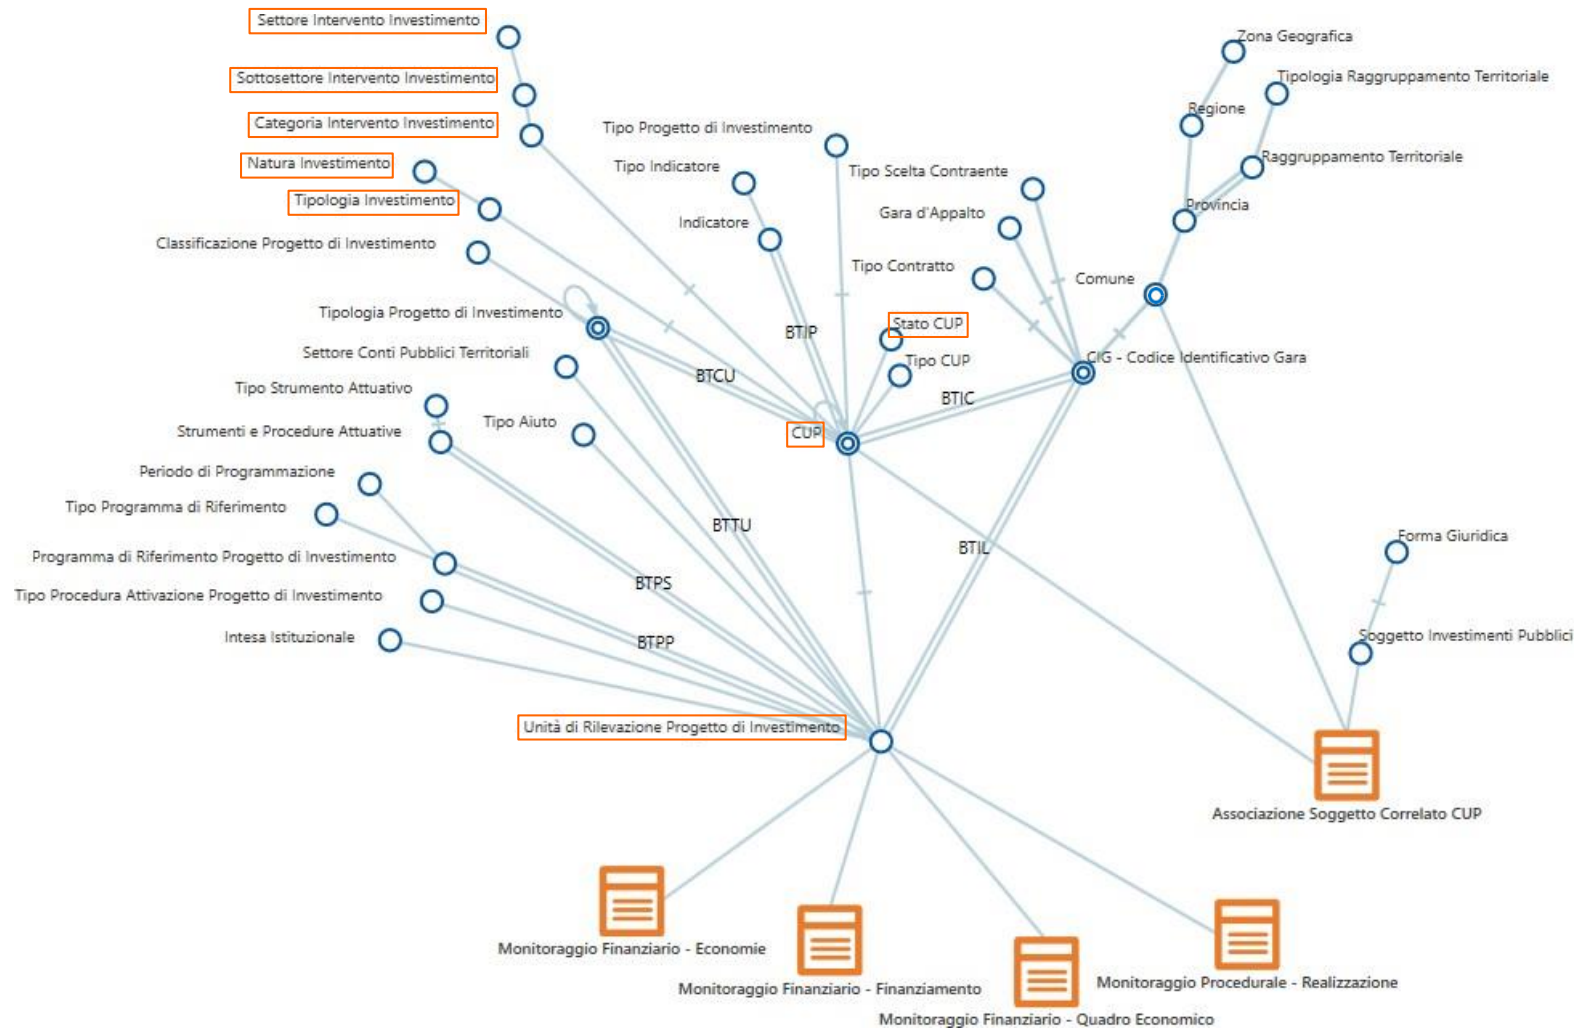 Settore Intervento Investimento
Zona Geografica
Sottosettore Intervento Investimento
Tipologia Raggruppamento Territoriale
Regione
Categoria Intervento Investimento
Tipo Progetto di Investimento
Natura Investimento
Tipo Indicatore
Tipo Scelta Contraente
Raggruppamento Territoriale
Tipologia Investimento
Indicatore
Gara d'Appalto
Provincia
Classificazione Progetto di Investimento
Tipo Contratto
Comune
Tipologia Progetto di Investimento
BTIP
Stato CUP
Settore Conti Pubblici Territoriali
Tipo CUP
CIG - Codice Identificativo Gara
BTCU
Tipo Strumento Attuativo
BTIC
Tipo Aiuto
Strumenti e Procedure Attuative
CUP
Periodo di Programmazione
Tipo Programma di Riferimento
BTTU
Forma Giuridica
BTIL
Programma di Riferimento Progetto di Investimento
BTPS
Tipo Procedura Attivazione Progetto di Investimento
Intesa Istituzionale
BTPP
Soggetto Investimenti Pubblici
Unità di Rilevazione Progetto di Investimento
Associazione Soggetto Correlato CUP
Monitoraggio Finanziario - Economie
Monitoraggio Finanziario - Finanziamento
Monitoraggio Procedurale - Realizzazione
Monitoraggio Finanziario - Quadro Economico